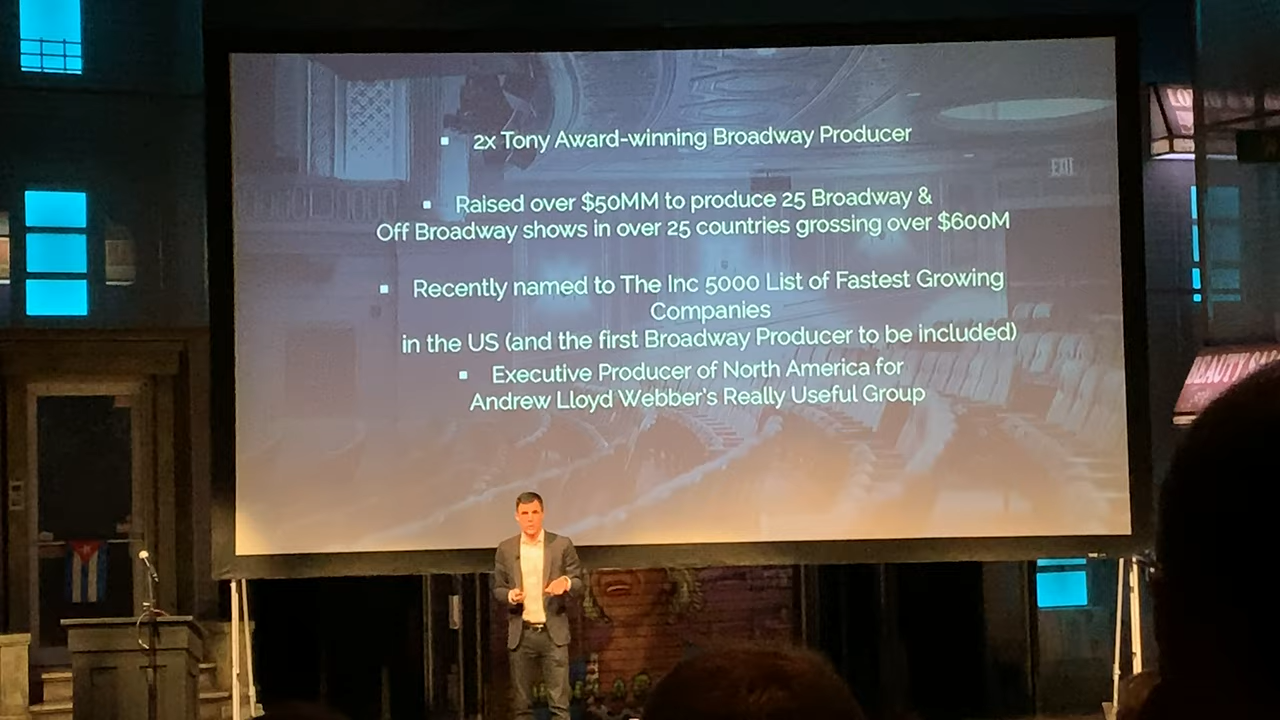 ▪ 2x Tony Award-winning Broadway Producer
▪ Raised over $50MM to produce 25 Broadway &
Off Broadway shows in over 25 countries grossing over $600M
▪ Recently named to The Inc 5000 List of Fastest Growing
Companies
in the US (and the first Broadway Producer to be included)
▪ Executive Producer of North America for
Andrew Lloyd Webber's Really Useful Group
EXIT
BEAUTY